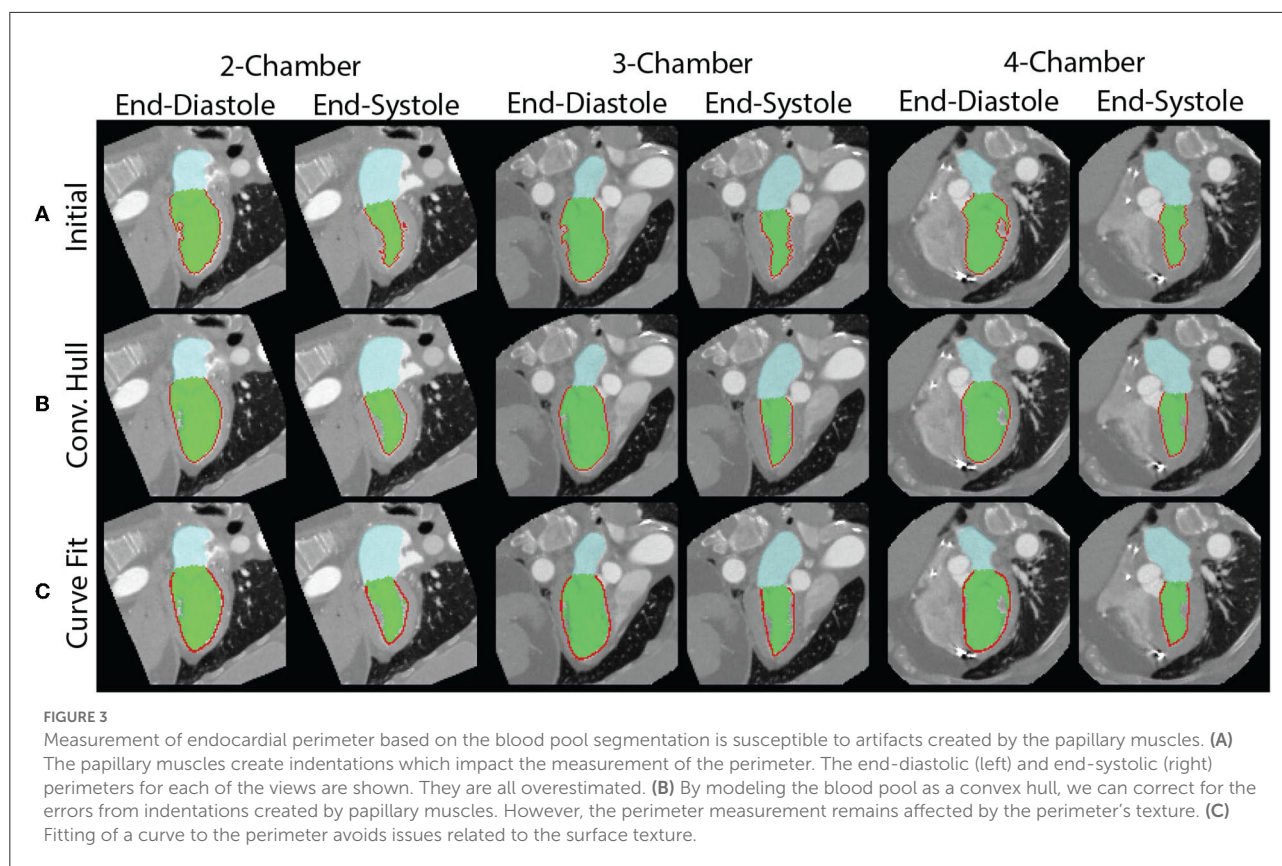 2-Chamber 3-Chamber 4-Chamber
End-Diastole End-Systole End-Diastole End-Systole End-Diastole End-Systole
A Initial
B Conv. Hull
C Curve Fit
FIGURE 3
Measurement of endocardial perimeter based on the blood pool segmentation is susceptible to artifacts created by the papillary muscles. (A)
The papillary muscles create indentations which impact the measurement of the perimeter. The end-diastolic (left) and end-systolic (right)
perimeters for each of the views are shown. They are all overestimated. (B) By modeling the blood pool as a convex hull, we can correct for the
errors from indentations created by papillary muscles. However, the perimeter measurement remains affected by the perimeter's texture. (C)
Fitting of a curve to the perimeter avoids issues related to the surface texture.